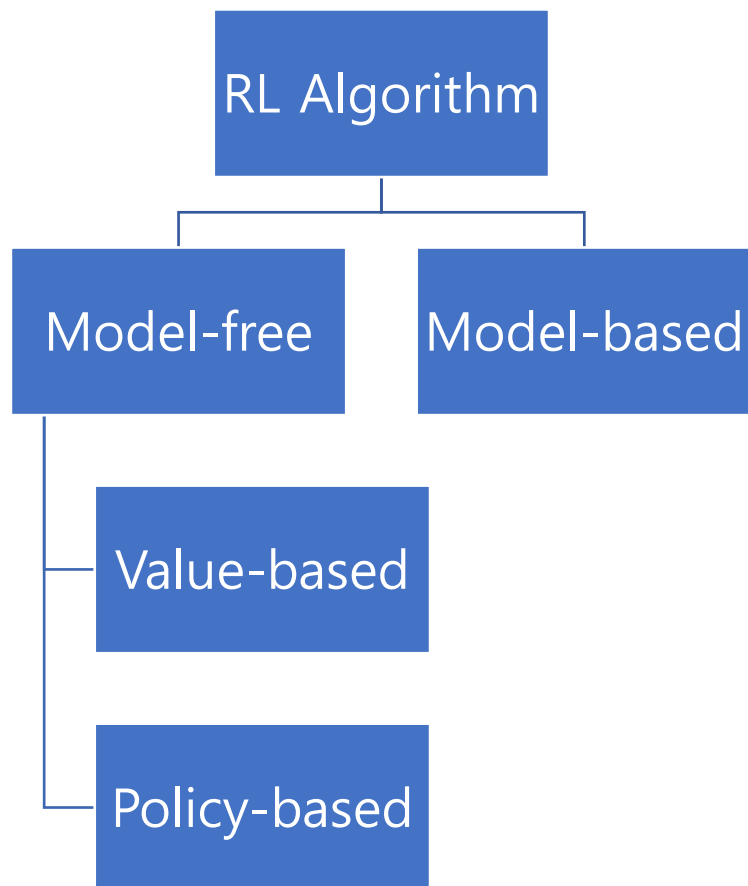 RL Algorithm
Model-free
Model-based
Value-based
Policy-based